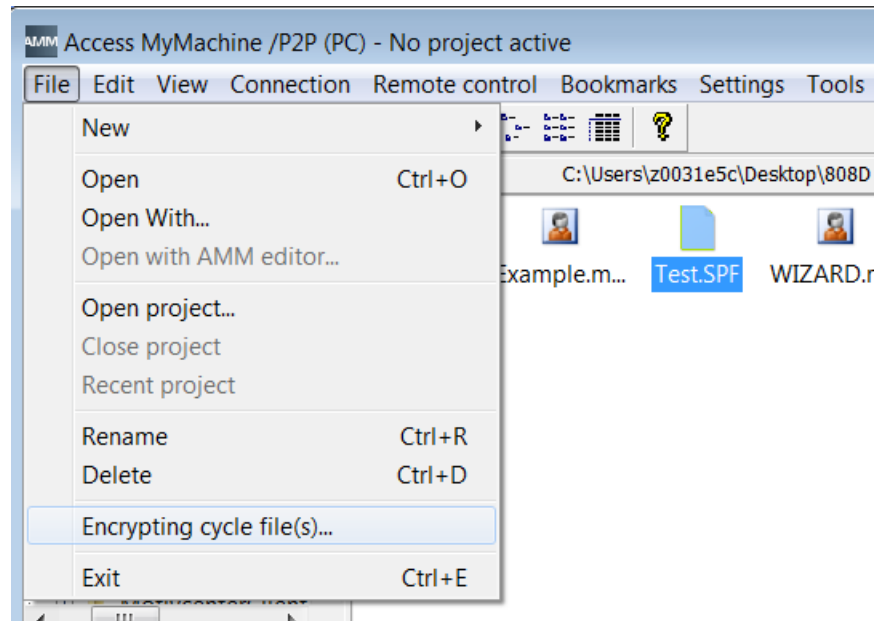 AMM Access MyMachine /P2P (PC) - No project active
File Edit View Connection Remote control Bookmarks Settings Tools
New
C:\Users\z0031e5c\Desktop\808D
Open Ctrl+O
Open With...
Open with AMM editor...
Example.m... Test.SPF WIZARD.r
Open project...
Close project
Recent project
Rename Ctrl+R
Delete Ctrl+D
Encrypting cycle file(s)...
Exit Ctrl+E